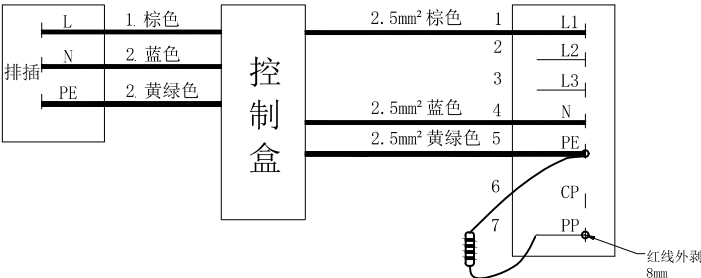 L
1. 棕色
N
2. 蓝色
排插
PE
2. 黄绿色
控制盒
2.5mm² 棕色
1
L1
2
L2
3
L3
2.5mm² 蓝色
4
N
2.5mm² 黄绿色
5
PE
6
CP
7
PP
红线外剥
8mm